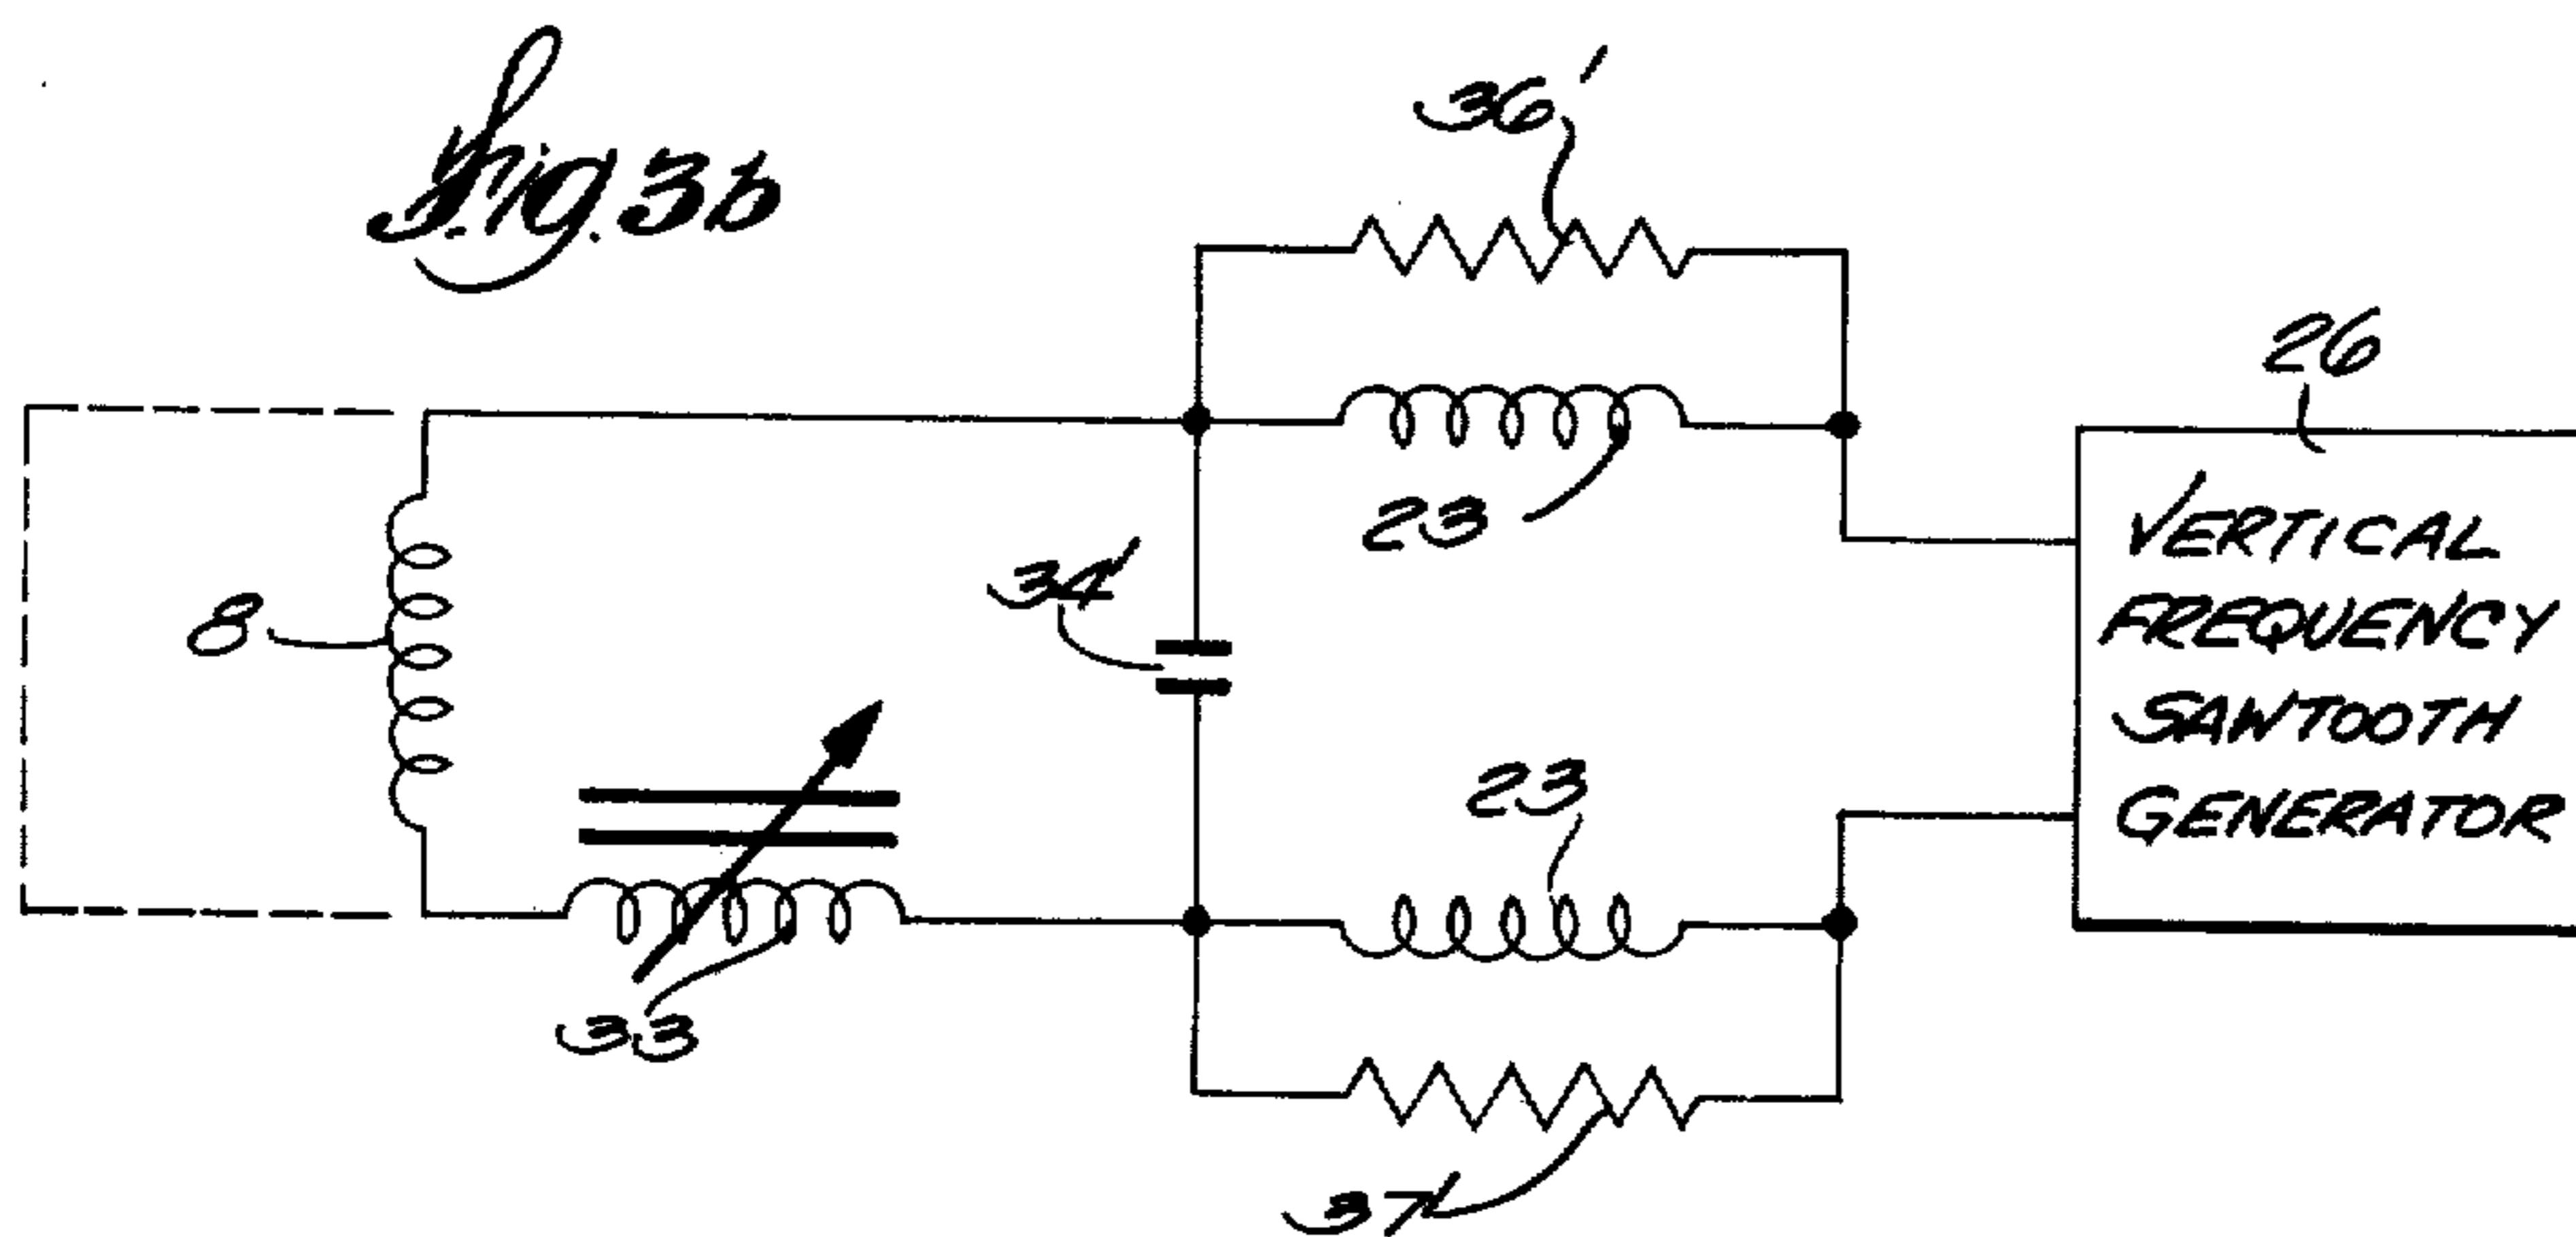 Fig. 3b
36'
26
23
VERTICAL
FREQUENCY
SAWTOOTH
GENERATOR
34'
8
23
33
37'